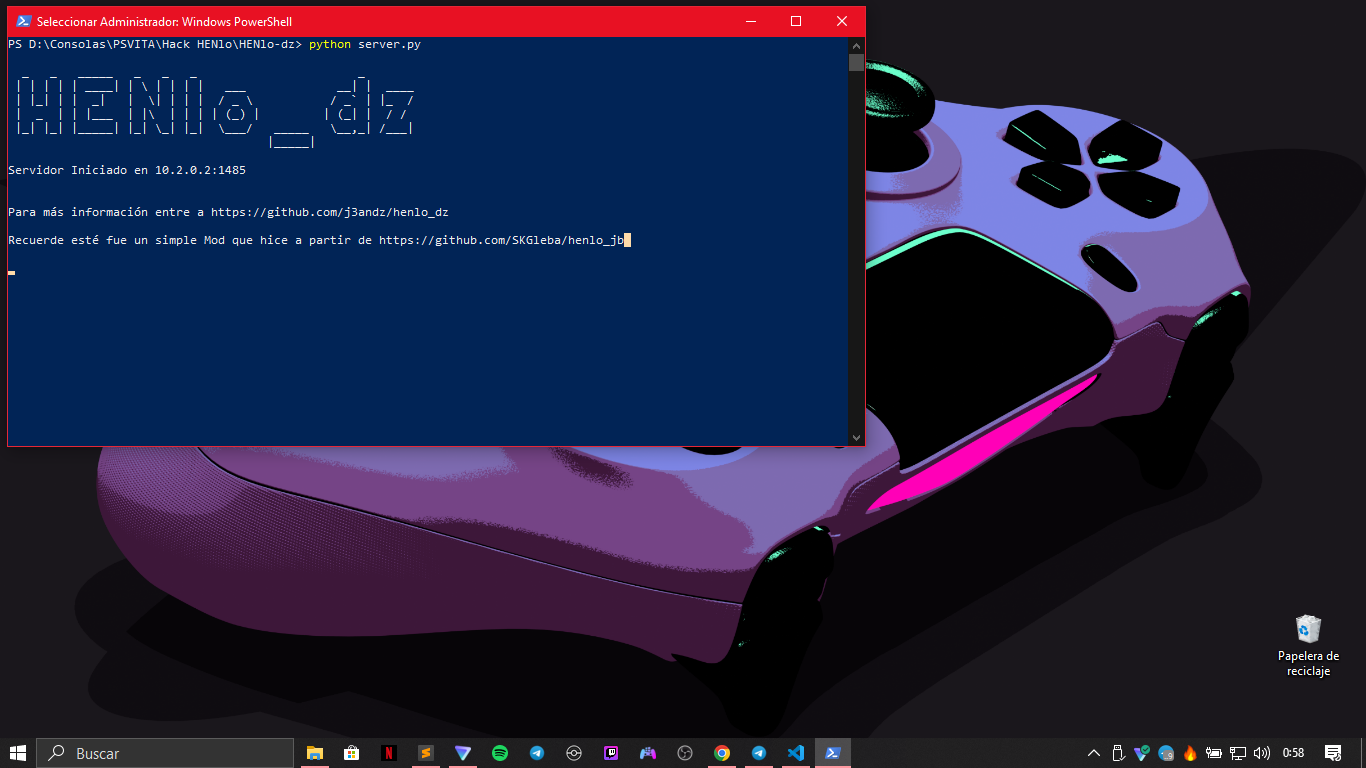 Seleccionar Administrador: Windows PowerShell
PS D:\Consolas\PSVITA\Hack HENlo\HENlo-dz> python server.py
HENlo_dz
Servidor Iniciado en 10.2.0.2:1485
Para más información entre a https://github.com/j3andz/henlo_dz
Recuerde esté fue un simple Mod que hice a partir de https://github.com/SKGleba/henlo_jb
Papelera de
reciclaje
Buscar
0:58